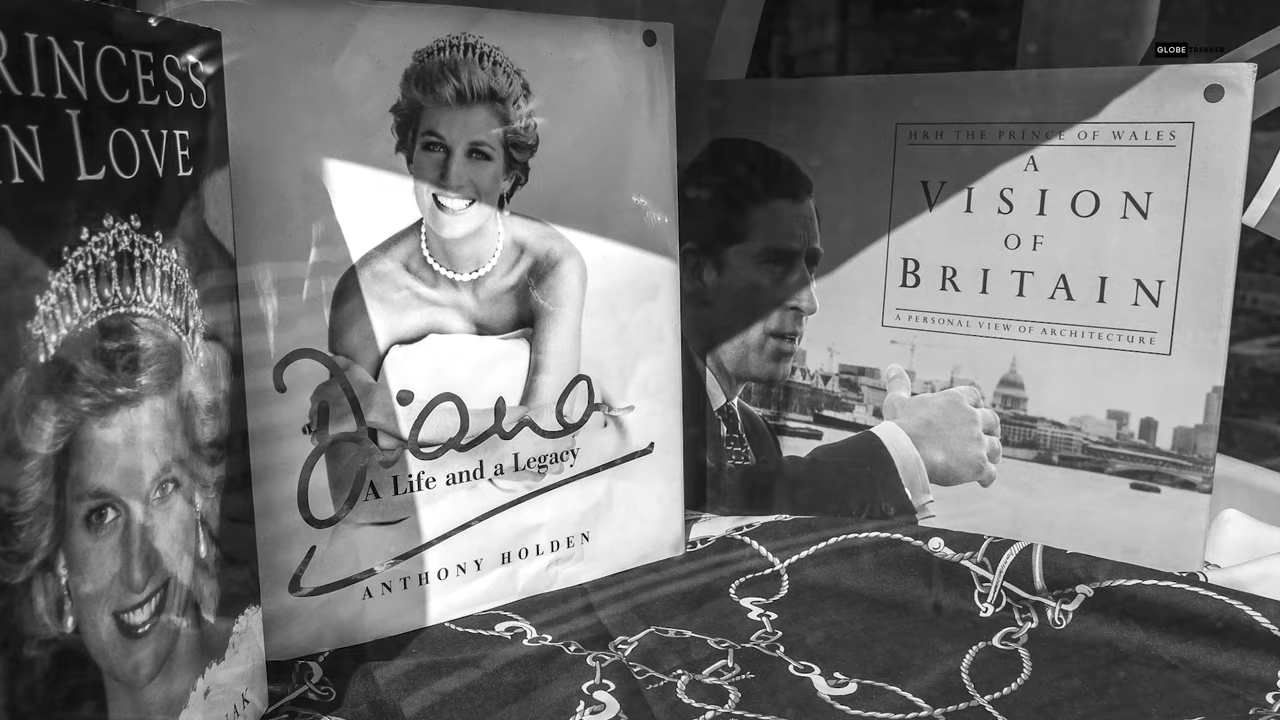 RINCESS
IN LOVE
Diana
A Life and a Legacy
ANTHONY HOLDEN
GLOBE TREKKER
HRH THE PRINCE OF WALES
A
VISION
OF
BRITAIN
A PERSONAL VIEW OF ARCHITECTURE